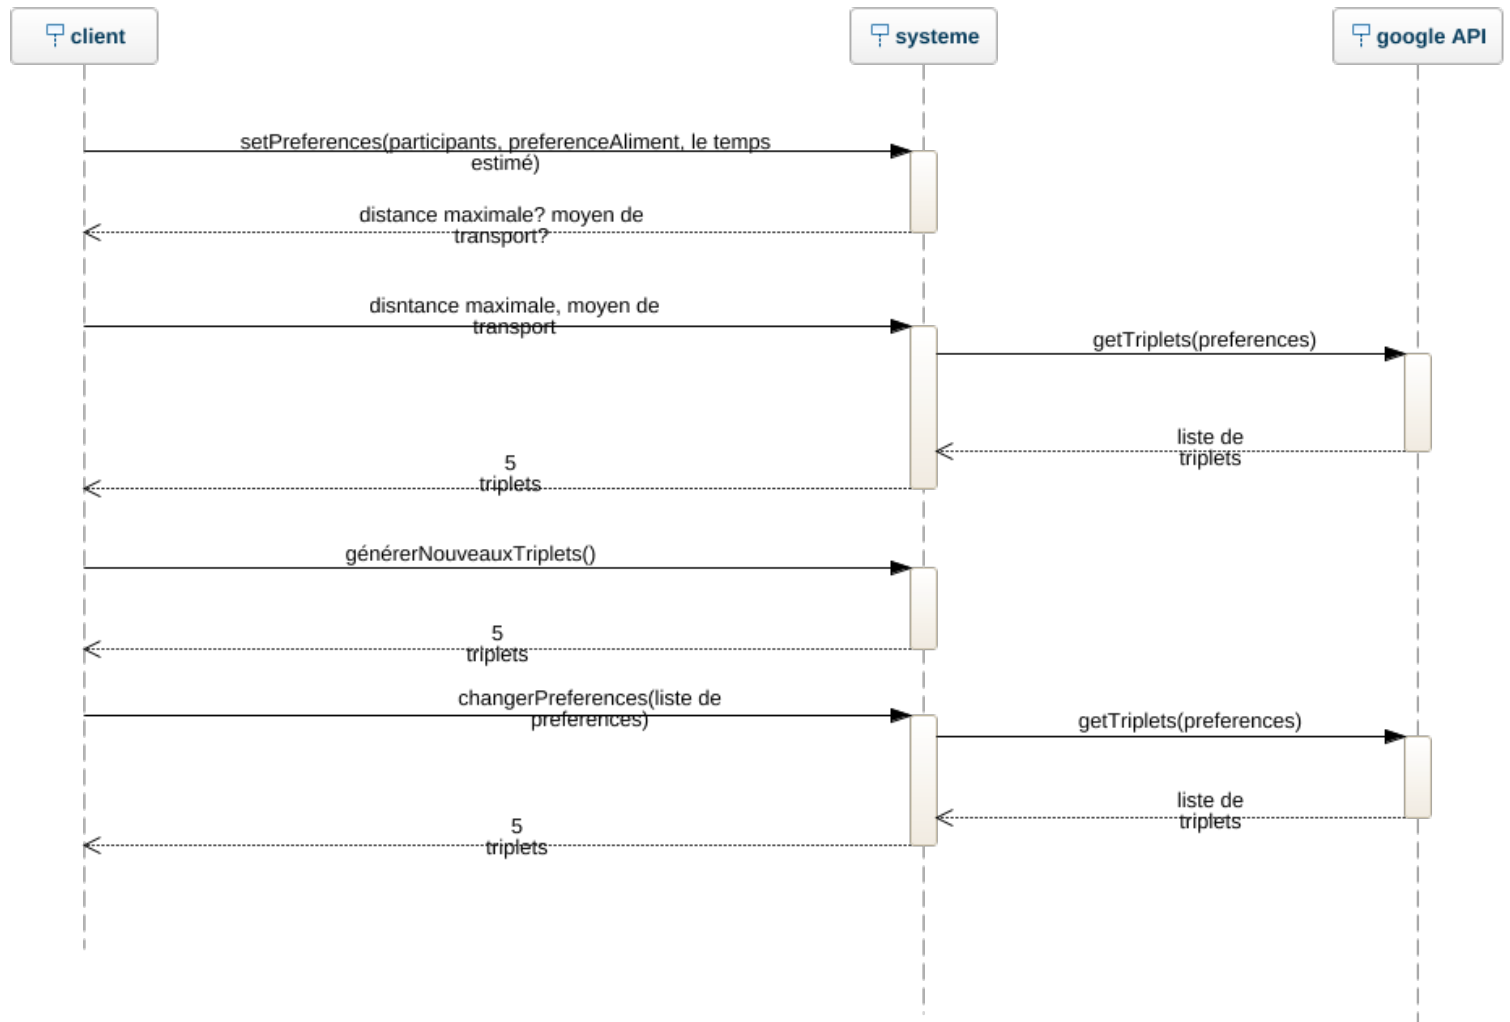 client
systeme
google API
setPreferences(participants, preferenceAliment, le temps
estimé)
distance maximale? moyen de
transport?
disntance maximale, moyen de
transport
getTriplets(preferences)
liste de
triplets
5
triplets
générerNouveauxTriplets()
5
triplets
changerPreferences(liste de
preferences)
getTriplets(preferences)
liste de
triplets
5
triplets